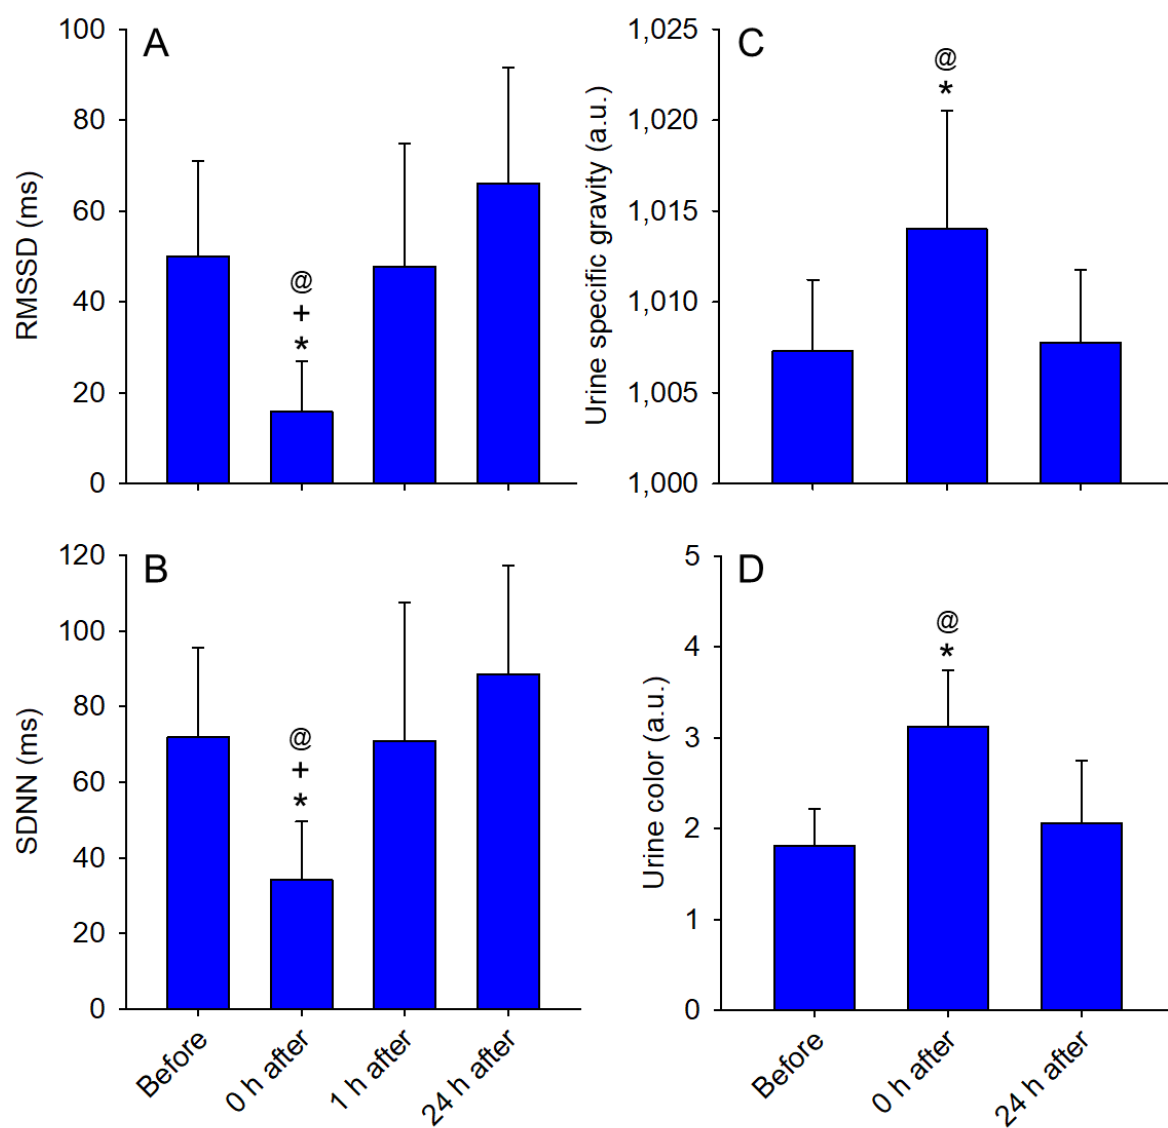 A
RMSSD (ms)
100
80
60
40
20
0
@
+
*
C
Urine specific gravity (a.u.)
1,025
1,020
1,015
1,010
1,005
1,000
@
*
B
SDNN (ms)
120
100
80
60
40
20
0
@
+
*
Before
0 h after
1 h after
24 h after
D
Urine color (a.u.)
5
4
3
2
1
0
@
*
Before
0 h after
24 h after